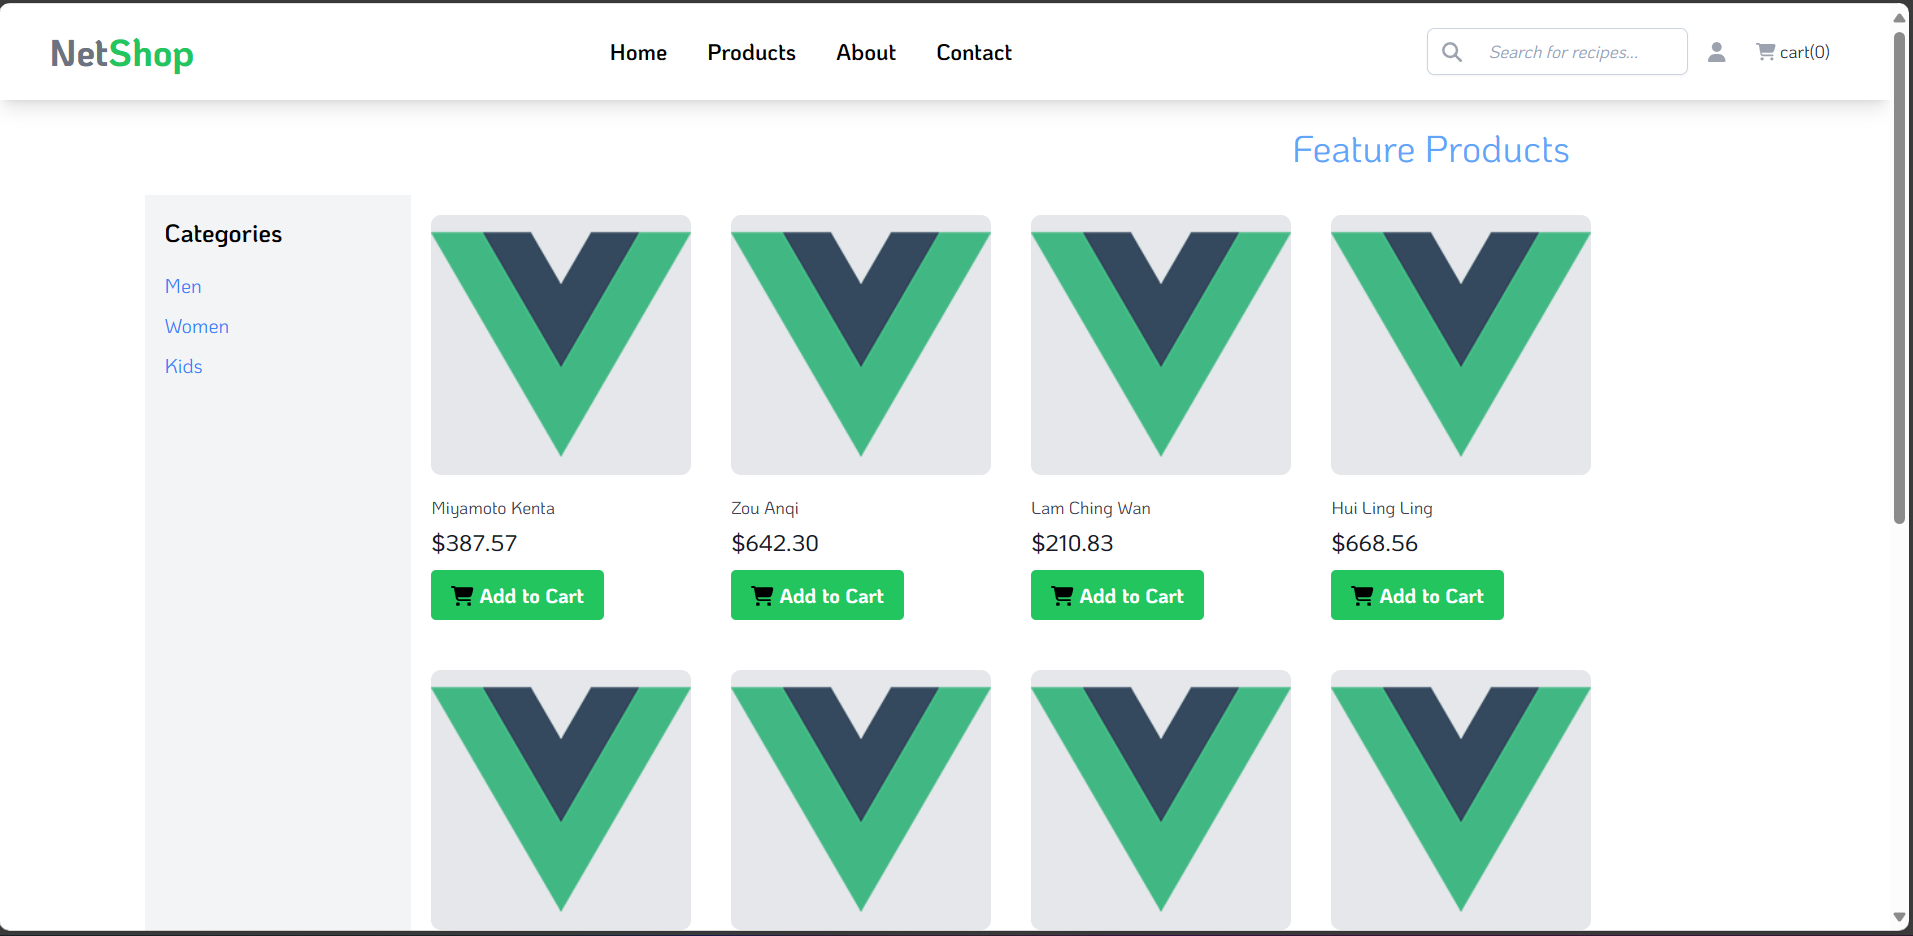 NetShop
Home Products About Contact
Search for recipes...
cart(0)
Feature Products
Categories
Men
Women
Kids
Miyamoto Kenta
$387.57
Add to Cart
Zou Anqi
$642.30
Add to Cart
Lam Ching Wan
$210.83
Add to Cart
Hui Ling Ling
$668.56
Add to Cart